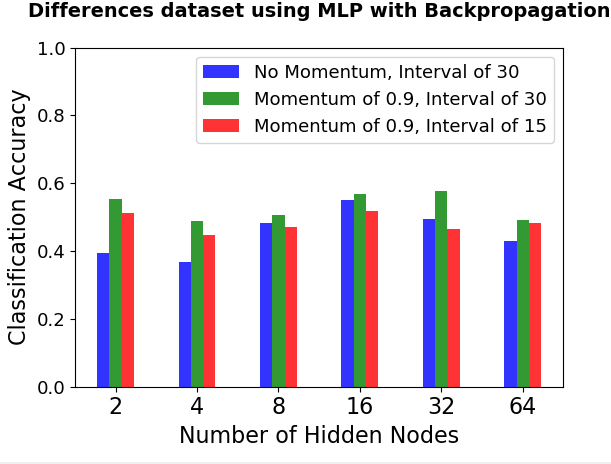 Differences dataset using MLP with Backpropagation
1.0
0.8
0.6
0.4
0.2
0.0
Classification Accuracy
No Momentum, Interval of 30
Momentum of 0.9, Interval of 30
Momentum of 0.9, Interval of 15
2 4 8 16 32 64
Number of Hidden Nodes